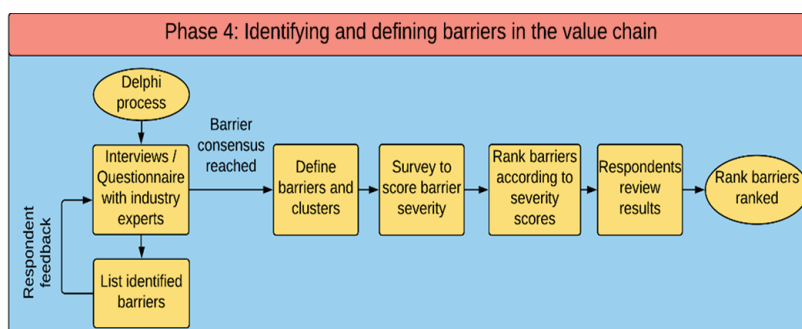 Phase 4: Identifying and defining barriers in the value chain
Delphi
process
Barrier
consensus
reached
Interviews /
Questionnaire
with industry
experts
Define
barriers and
clusters
Survey to
score barrier
severity
Rank barriers
according to
severity
scores
Respondents
review
results
Rank barriers
ranked
Respondent
feedback
List identified
barriers